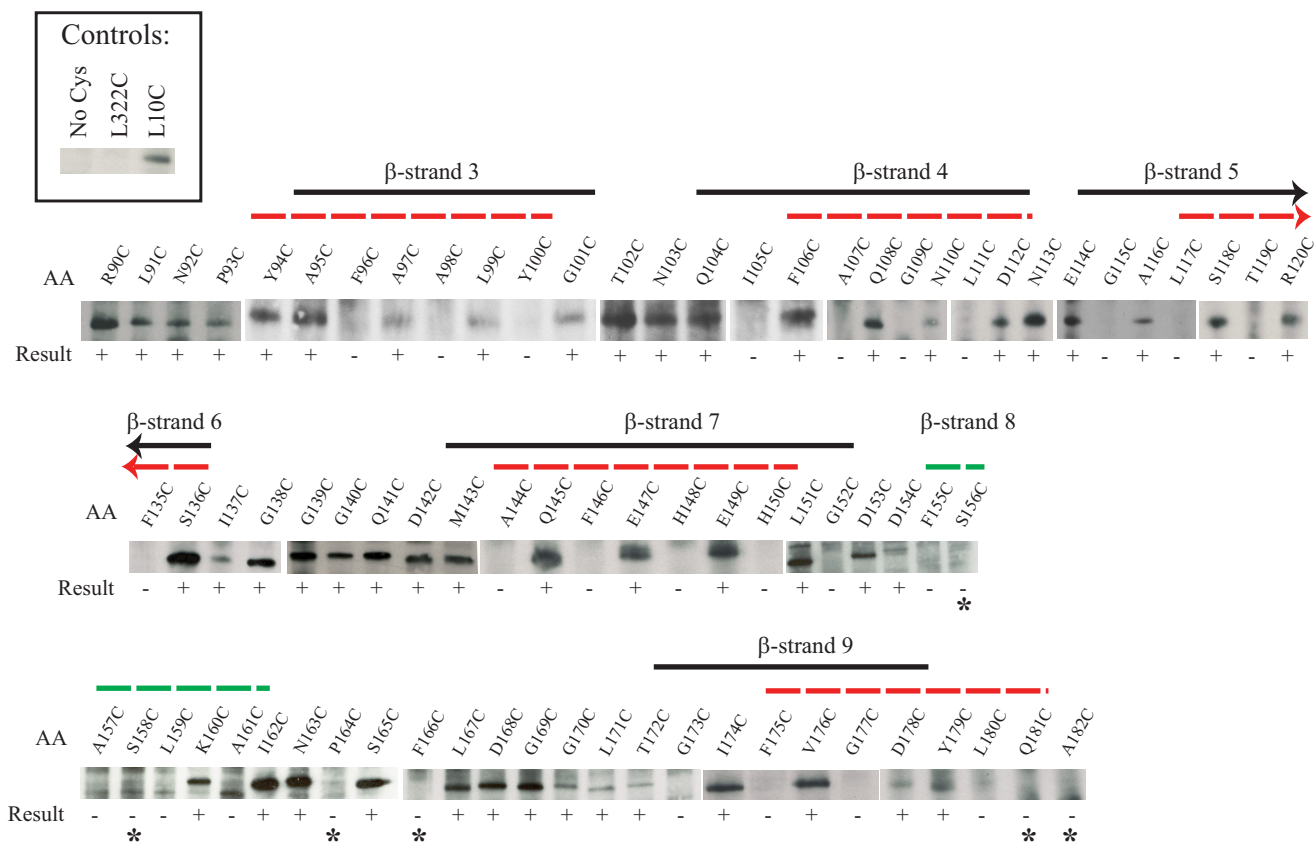 Controls:
No Cys L322C L10C
β-strand 3 β-strand 4 β-strand 5
AA R90C L91C N92C P93C Y94C A95C F96C A97C A98C L99C Y100C G101C T102C N103C Q104C I105C F106C A107C Q108C G109C N110C L111C D112C N113C E114C G115C A116C L117C S118C T119C R120C
Result + + + + + + - + - + - + + + + - + - + - + - + + + - + - + - +
β-strand 6 β-strand 7 β-strand 8
AA F135C S136C I137C G138C G139C G140C Q141C D142C M143C A144C Q145C F146C E147C H148C E149C H150C L151C G152C D153C D154C F155C S156C
Result - + + + + + + + + - + - + - + - + - + + - -
*
β-strand 9
AA A157C S158C L159C K160C A161C I162C N163C P164C S165C F166C L167C D168C G169C G170C L171C T172C G173C I174C F175C V176C G177C D178C Y179C L180C Q181C A182C
Result - - - + - + + - + - + + + + + + - + - + - + + - - -
* * * * *